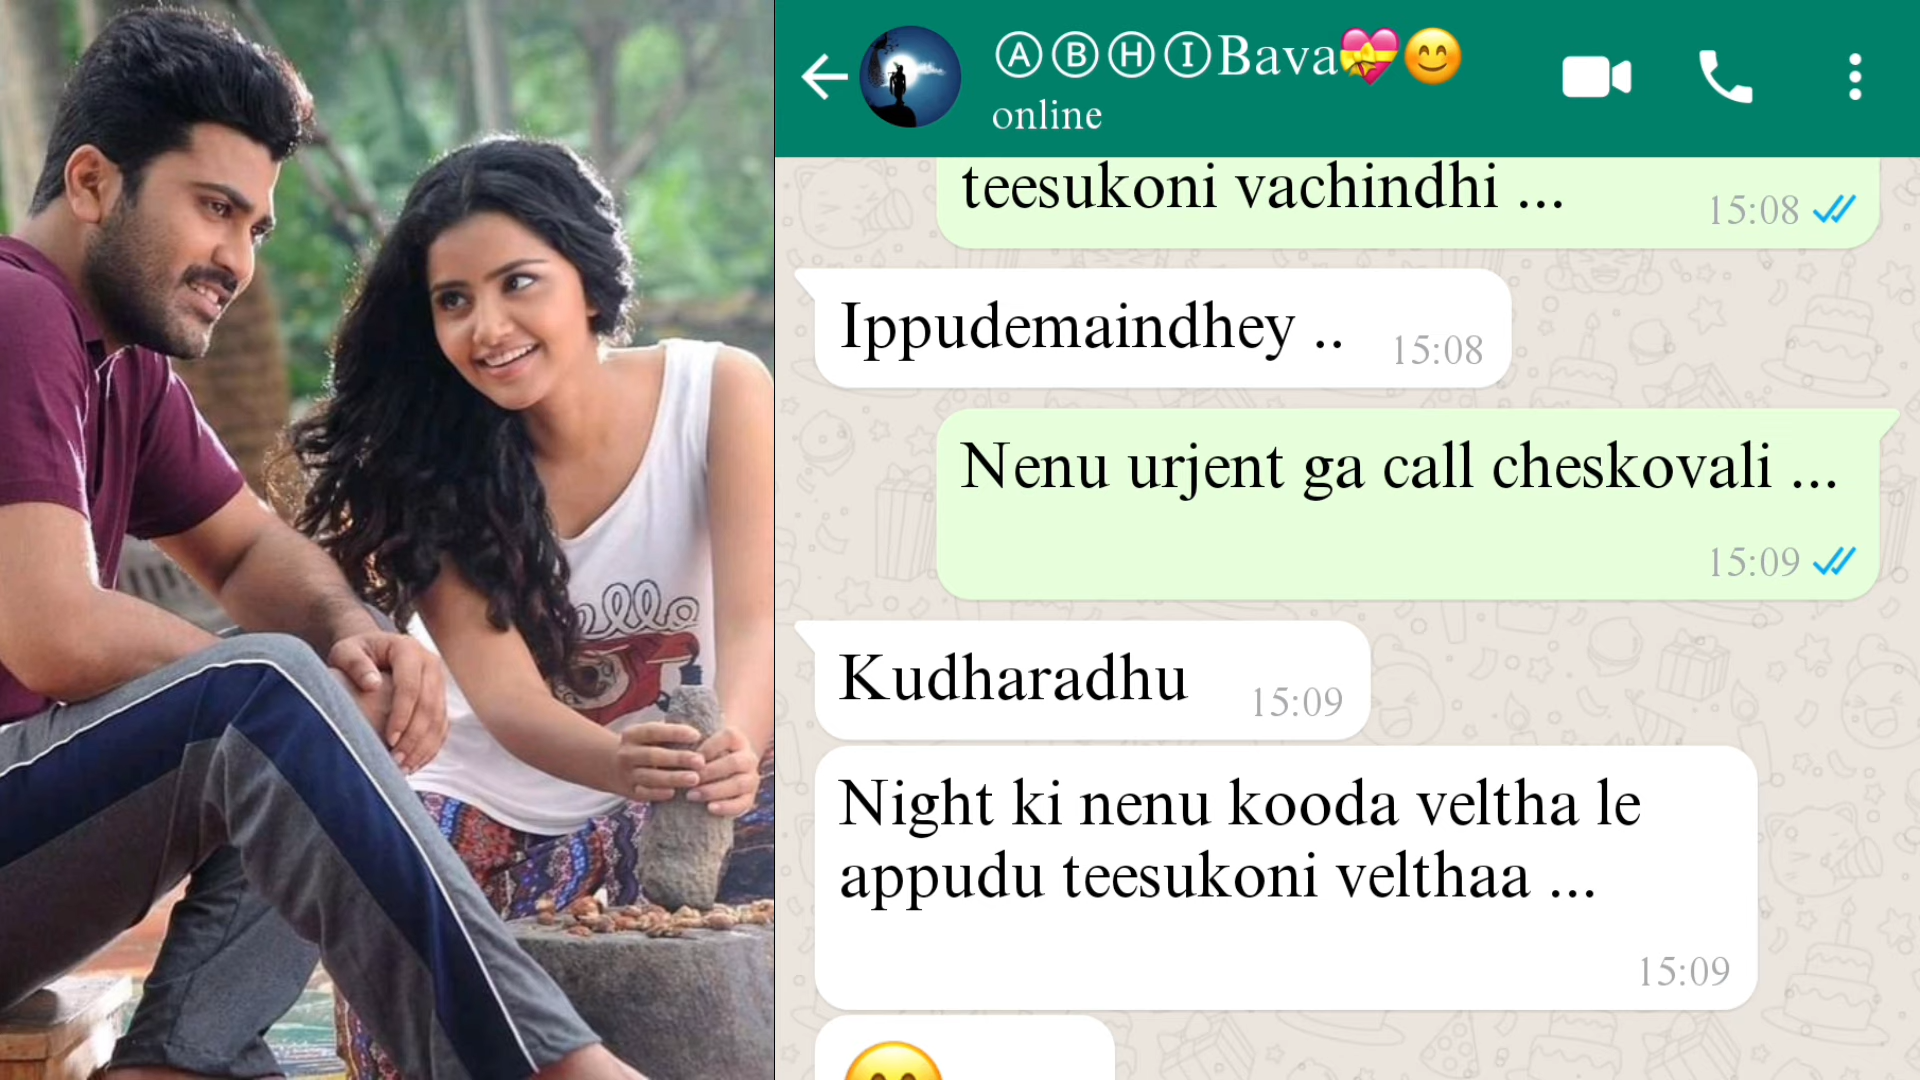 ⒶⒷⒽⒾBava💝😊
online
teesukoni vachindhi ...
15:08
Ippudemaindhey ..
15:08
Nenu urjent ga call cheskovali ...
15:09
Kudharadhu
15:09
Night ki nenu kooda veltha le
appudu teesukoni velthaa ...
15:09